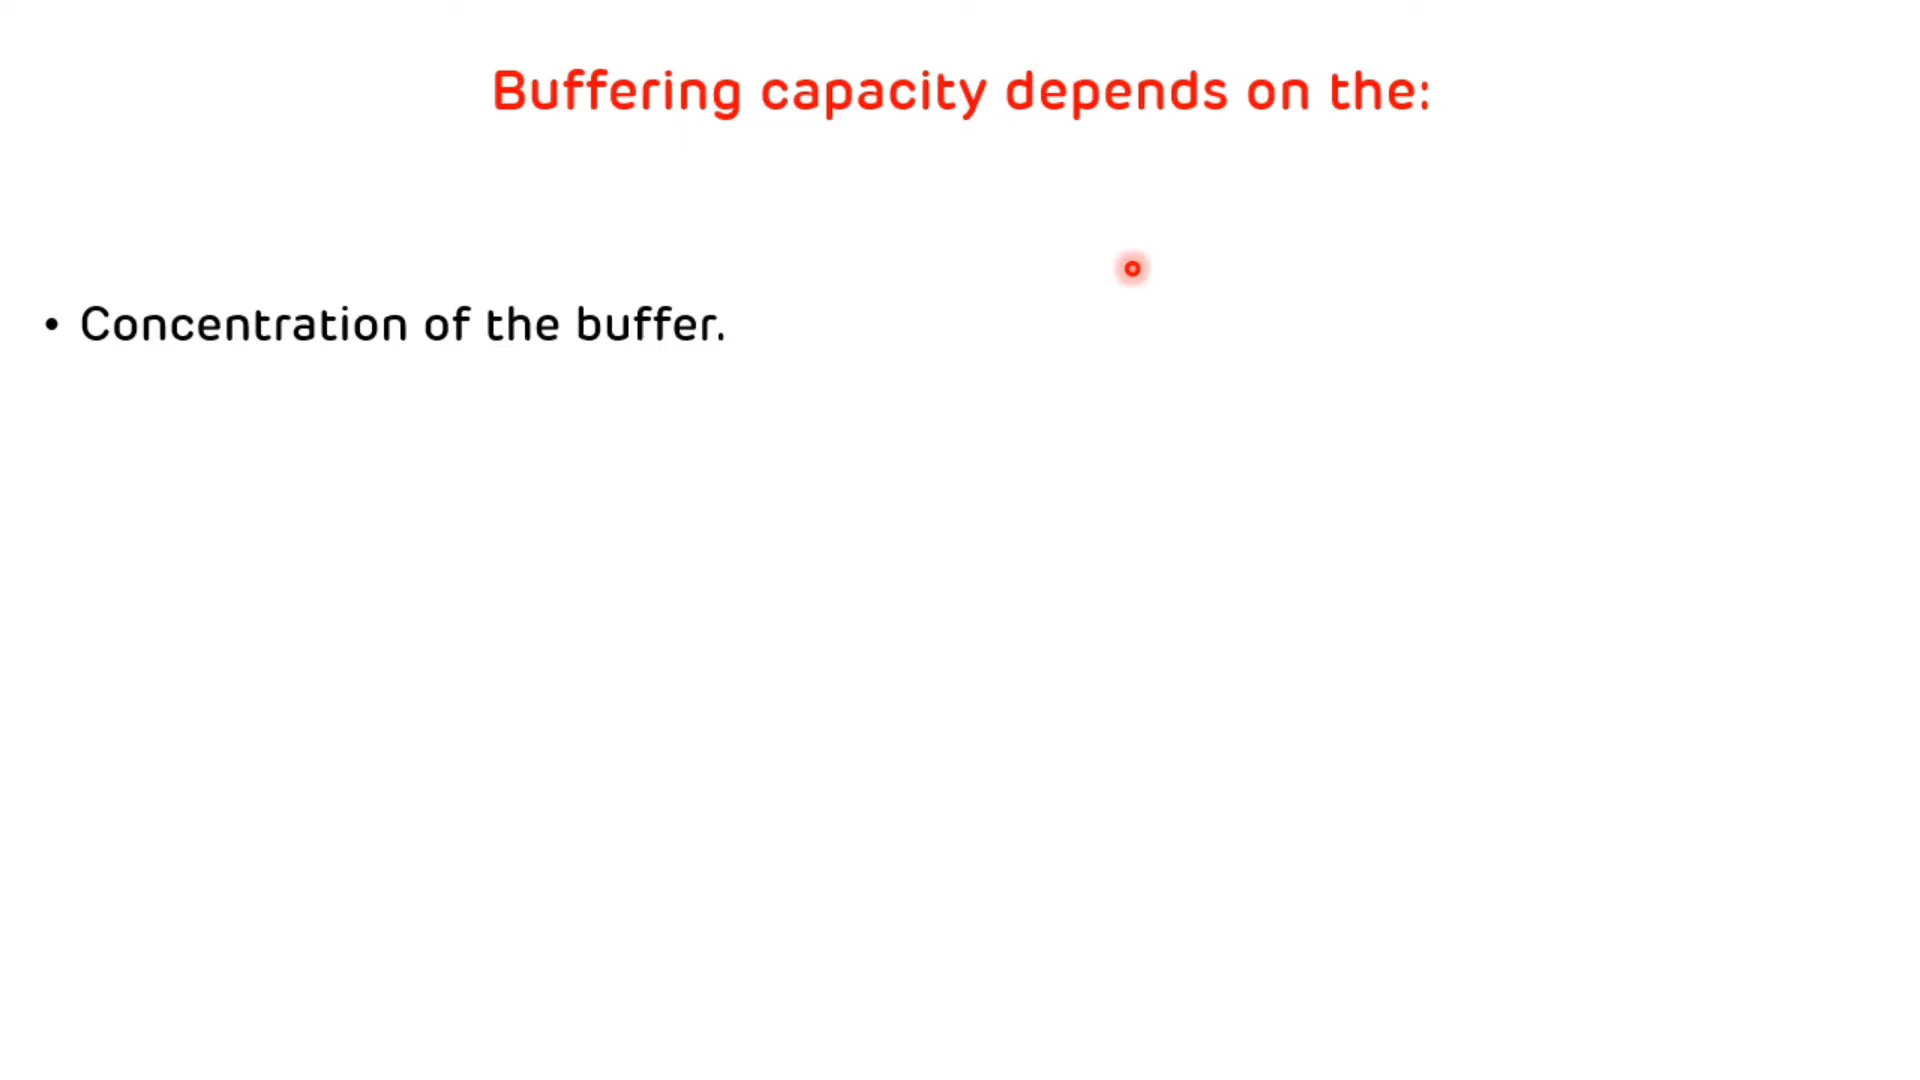 Buffering capacity depends on the:
• Concentration of the buffer.